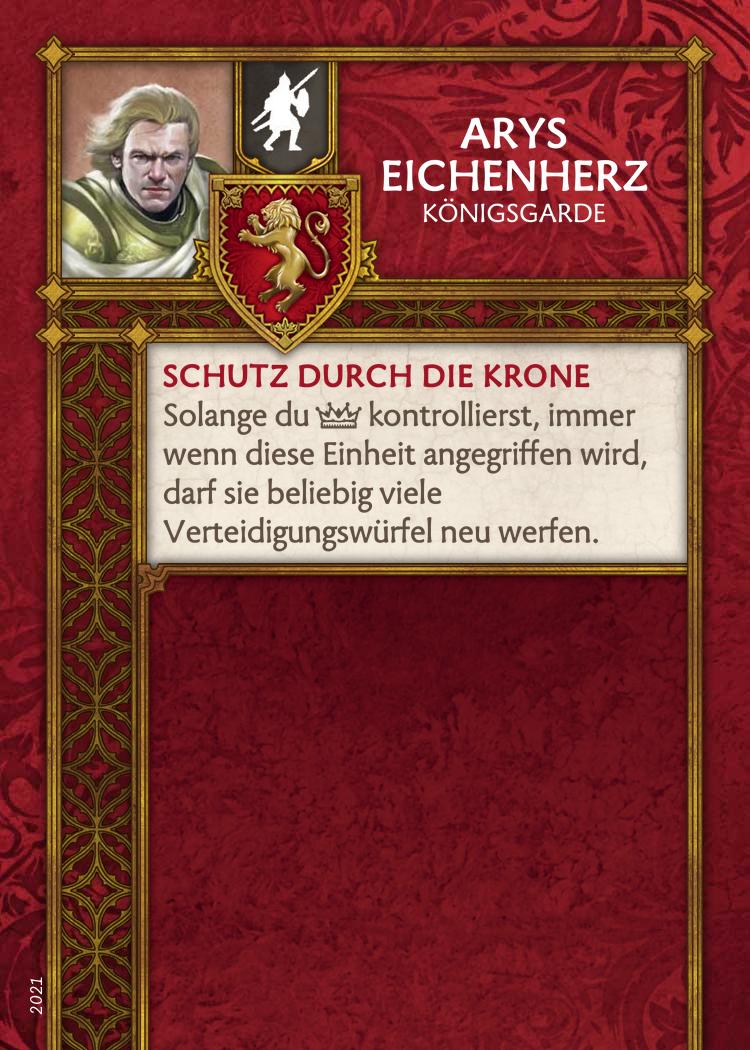 ARYS
EICHENHERZ
KÖNIGSGARDE
SCHUTZ DURCH DIE KRONE
Solange du kontrollierst, immer
wenn diese Einheit angegriffen wird,
darf sie beliebig viele
Verteidigungswürfel neu werfen.
2021